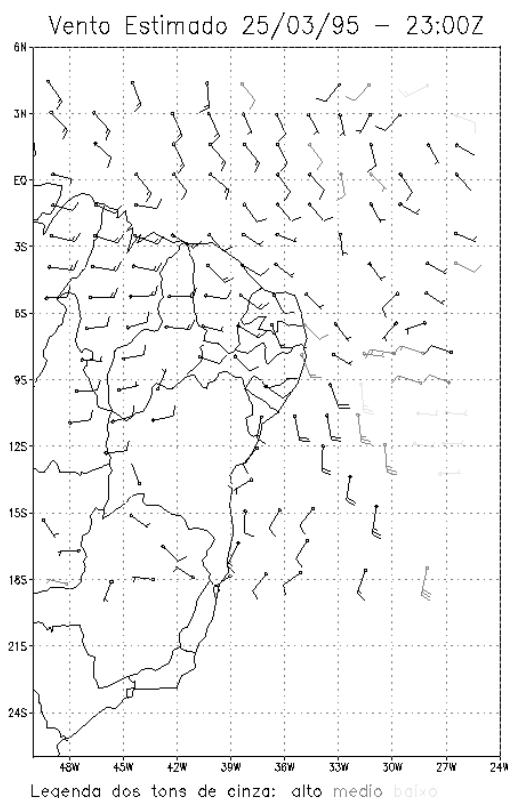 Vento Estimado 25/03/95 – 23:00Z
6N
3N
EQ
3S
6S
9S
12S
15S
18S
21S
24S
48W 45W 42W 39W 36W 33W 30W 27W 24W
Legenda dos tons de cinza: alto medio baixo